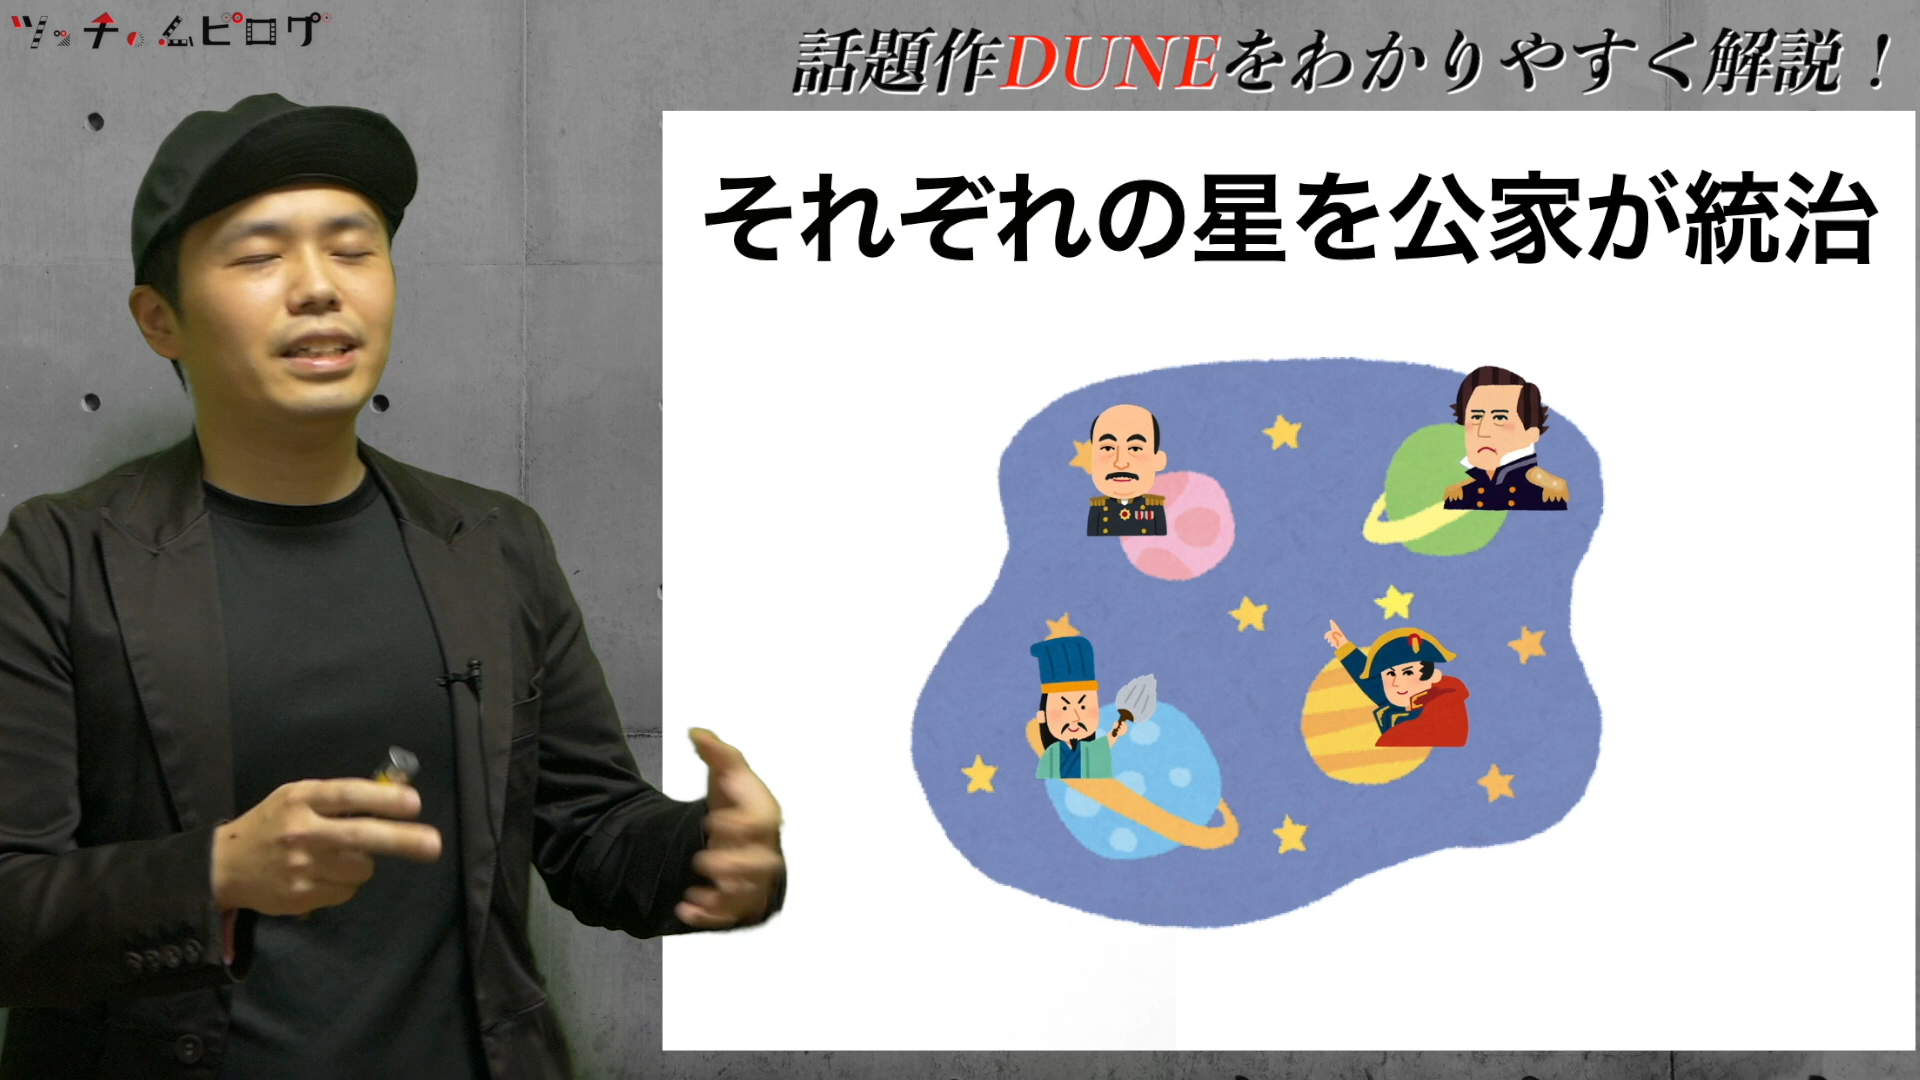 ツッチのムビログ
話題作DUNEをわかりやすく解説！
それぞれの星を公家が統治